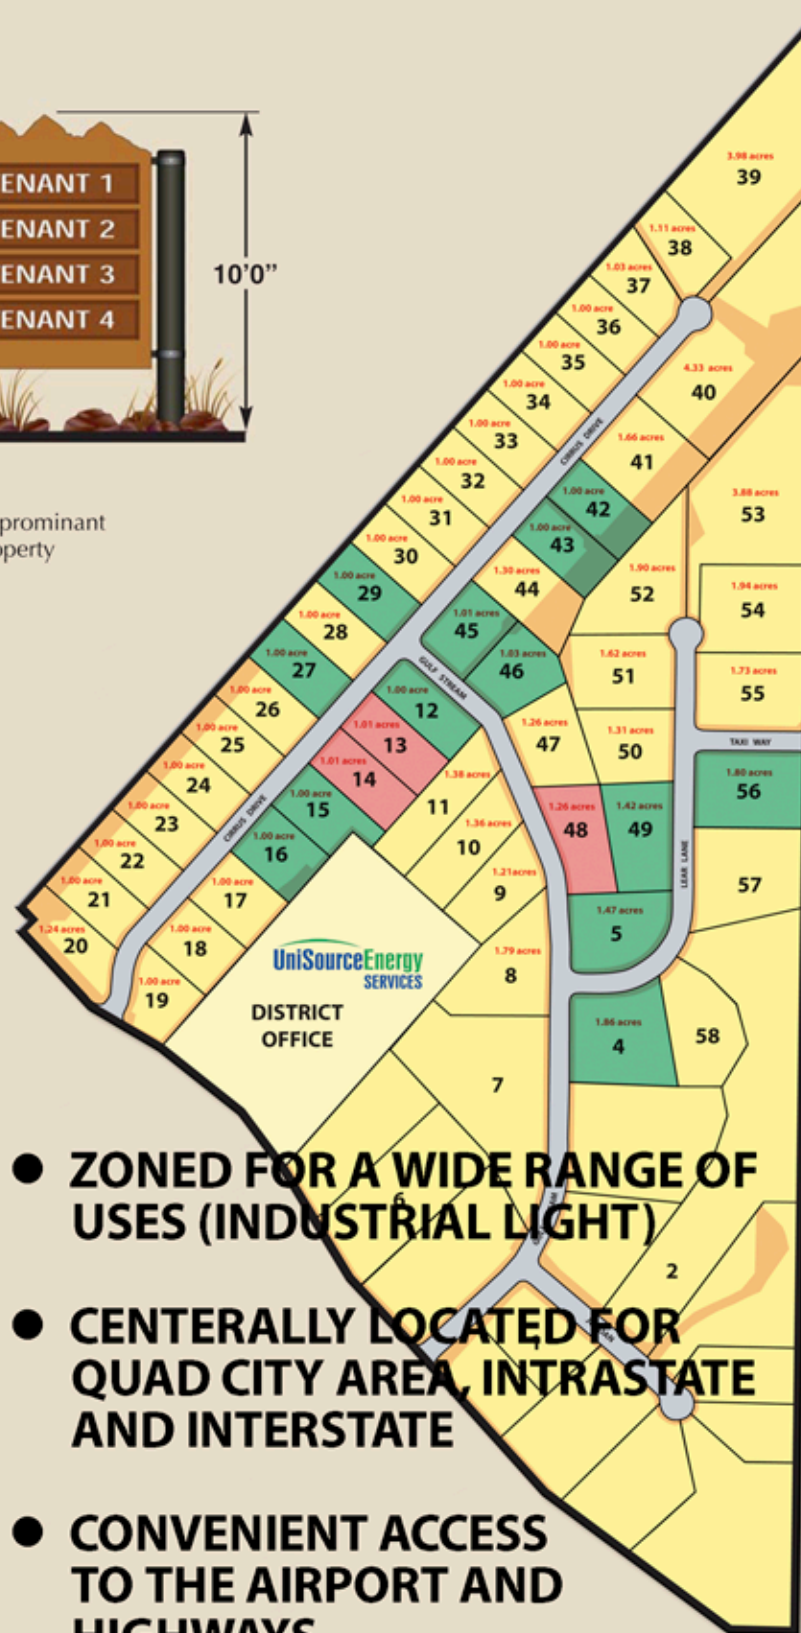 ENANT 1
ENANT 2
ENANT 3
ENANT 4
10'0”
prominant
operty
3.98 acres
39
1.11 acres
38
1.03 acres
37
1.00 acre
36
1.00 acre
35
1.00 acre
34
1.00 acre
33
1.00 acre
32
1.00 acre
31
1.00 acre
30
1.00 acre
29
1.00 acre
28
1.00 acre
27
1.00 acre
26
1.00 acre
25
1.00 acre
24
1.00 acre
23
1.00 acre
22
1.00 acre
21
1.24 acres
20
CIRRUS DRIVE
CIRRUS DRIVE
4.33 acres
40
1.66 acres
41
1.00 acre
42
1.00 acre
43
1.30 acres
44
1.01 acres
45
1.03 acres
46
GULF STREAM
1.00 acre
12
1.01 acres
13
1.01 acres
14
1.00 acre
15
1.00 acre
16
1.00 acre
17
1.00 acre
18
1.00 acre
19
1.38 acres
11
1.36 acres
10
1.21acres
9
1.79 acres
8
7
6
3.88 acres
53
1.90 acres
52
1.94 acres
54
1.62 acres
51
1.73 acres
55
1.26 acres
47
1.31 acres
50
TAXI WAY
1.80 acres
56
1.26 acres
48
1.42 acres
49
LEAR LANE
57
1.47 acres
5
1.86 acres
4
58
2
UniSourceEnergy
SERVICES
DISTRICT
OFFICE
● ZONED FOR A WIDE RANGE OF
USES (INDUSTRIAL LIGHT)
● CENTERALLY LOCATED FOR
QUAD CITY AREA, INTRASTATE
AND INTERSTATE
● CONVENIENT ACCESS
TO THE AIRPORT AND
HIGHWAYS